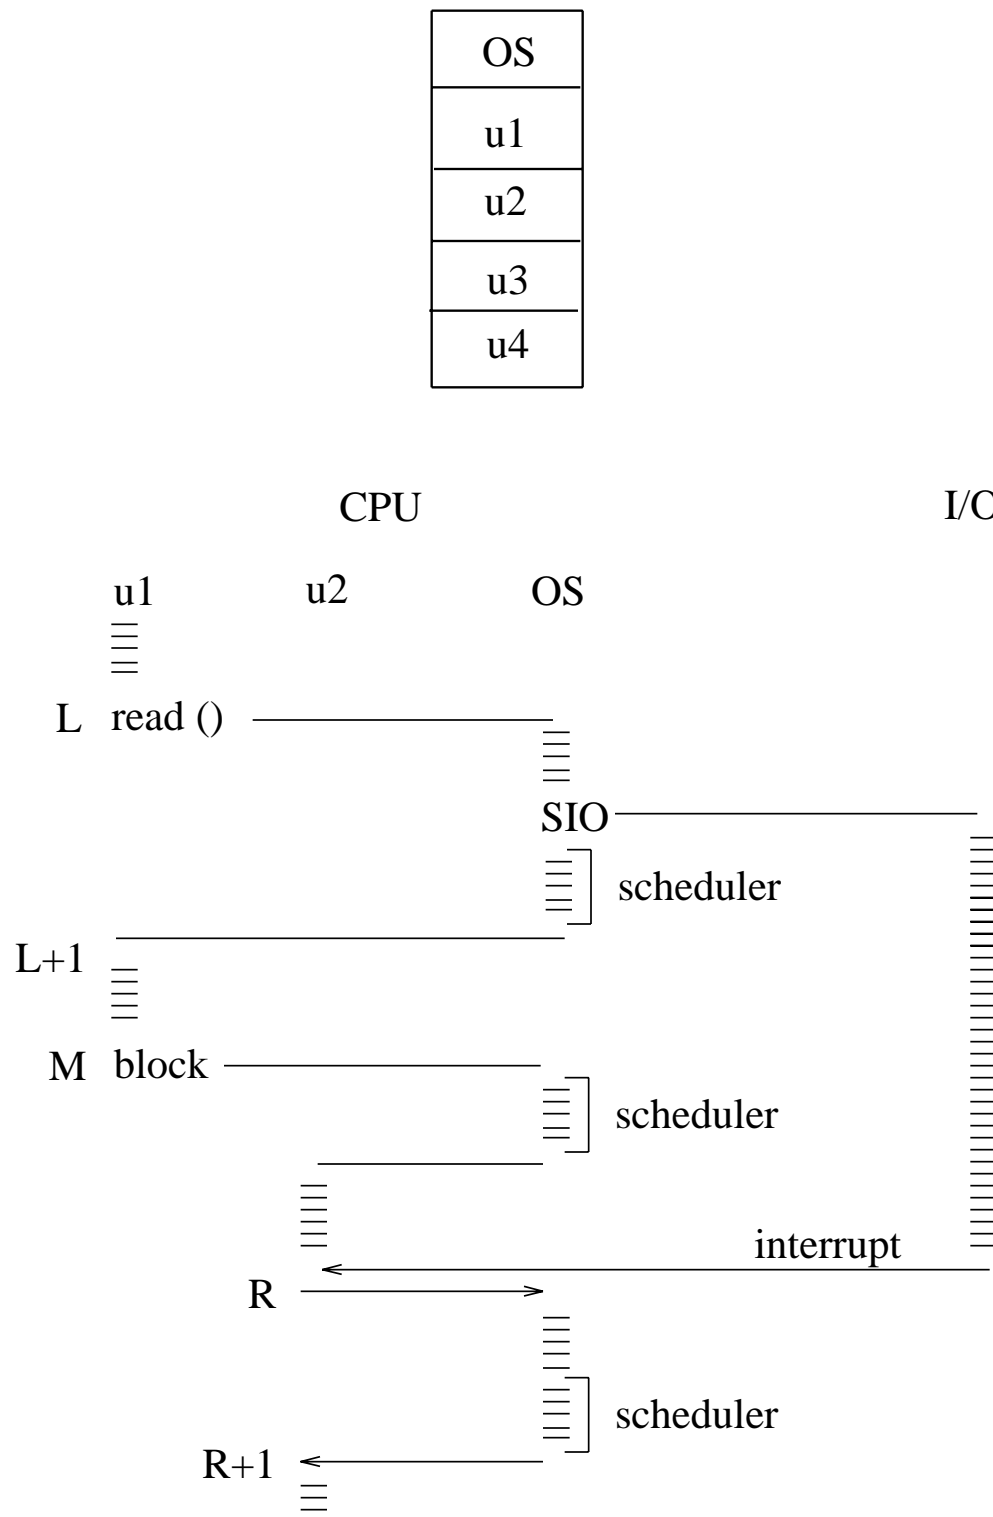 OS
u1
u2
u3
u4
CPU I/O
u1 u2 OS
L read ()
SIO
scheduler
L+1
M block
scheduler
interrupt
R
scheduler
R+1